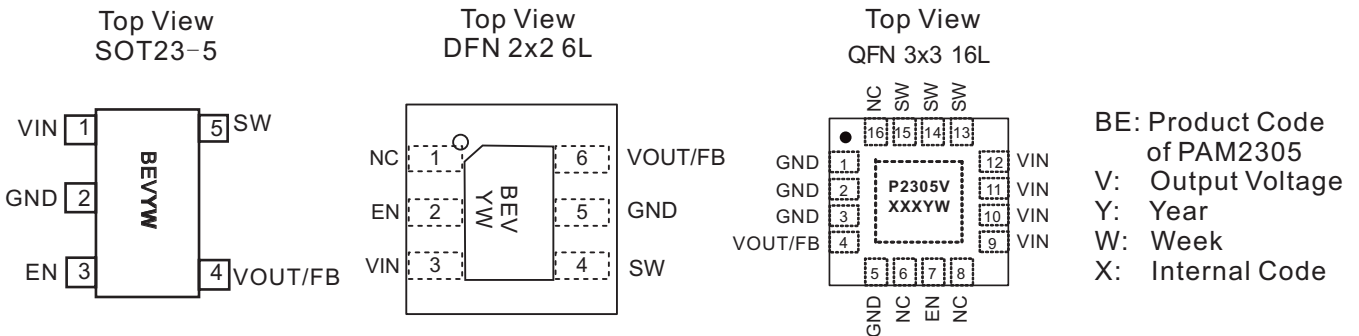 Top View
SOT23-5
VIN 1
5 SW
GND 2
EN 3
4 VOUT/FB
BEVYW
Top View
DFN 2x2 6L
NC 1
6 VOUT/FB
EN 2
5 GND
VIN 3
4 SW
BEV
YW
Top View
QFN 3x3 16L
NC SW SW SW
16 15 14 13
GND 1
12 VIN
GND 2
11 VIN
GND 3
10 VIN
VOUT/FB 4
9 VIN
P2305V
XXXYW
5 6 7 8
GND NC EN NC
BE: Product Code
of PAM2305
V: Output Voltage
Y: Year
W: Week
X: Internal Code